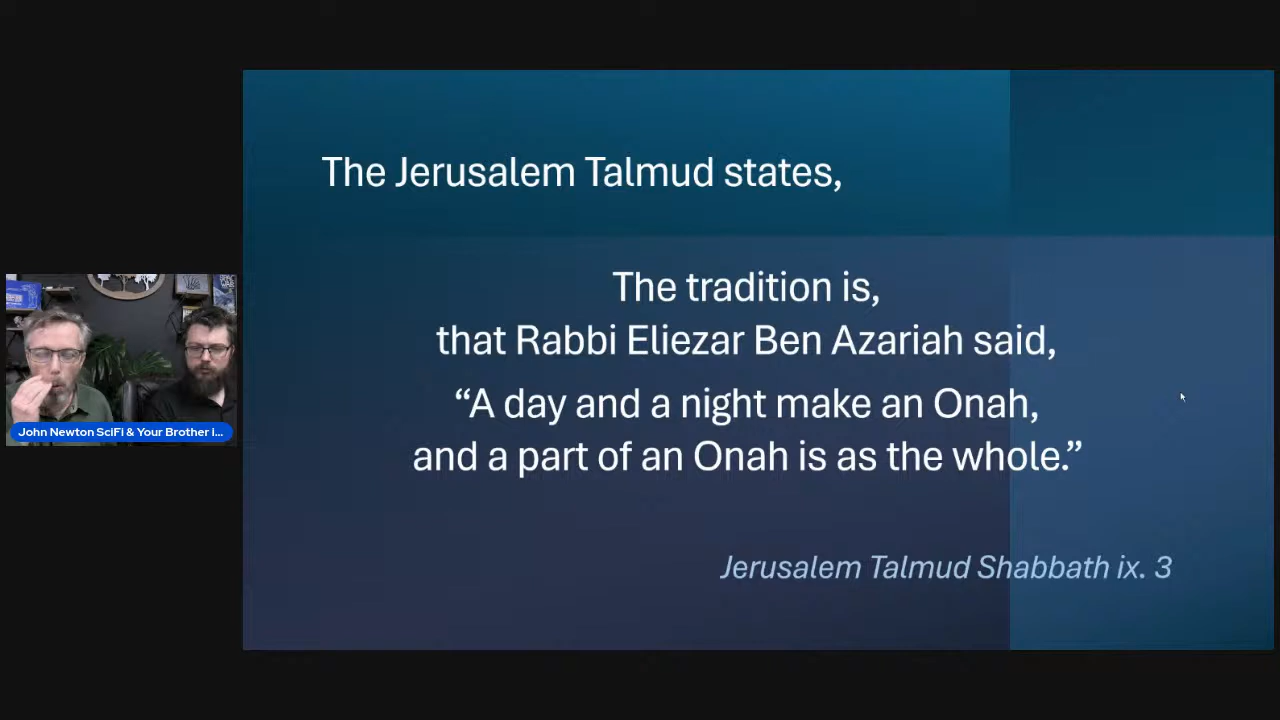 The Jerusalem Talmud states,
The tradition is,
that Rabbi Eliezar Ben Azariah said,
“A day and a night make an Onah,
and a part of an Onah is as the whole.”
Jerusalem Talmud Shabbath ix. 3
John Newton SciFi & Your Brother i...